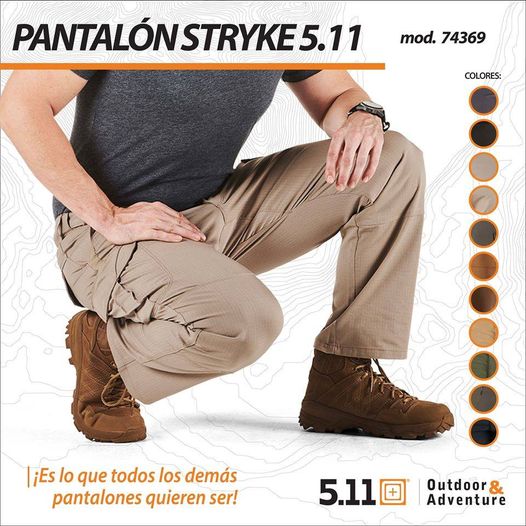 PANTALÓN STRYKE 5.11
mod. 74369
COLORES:
¡Es lo que todos los demás
pantalones quieren ser!
5.11®
Outdoor&
Adventure